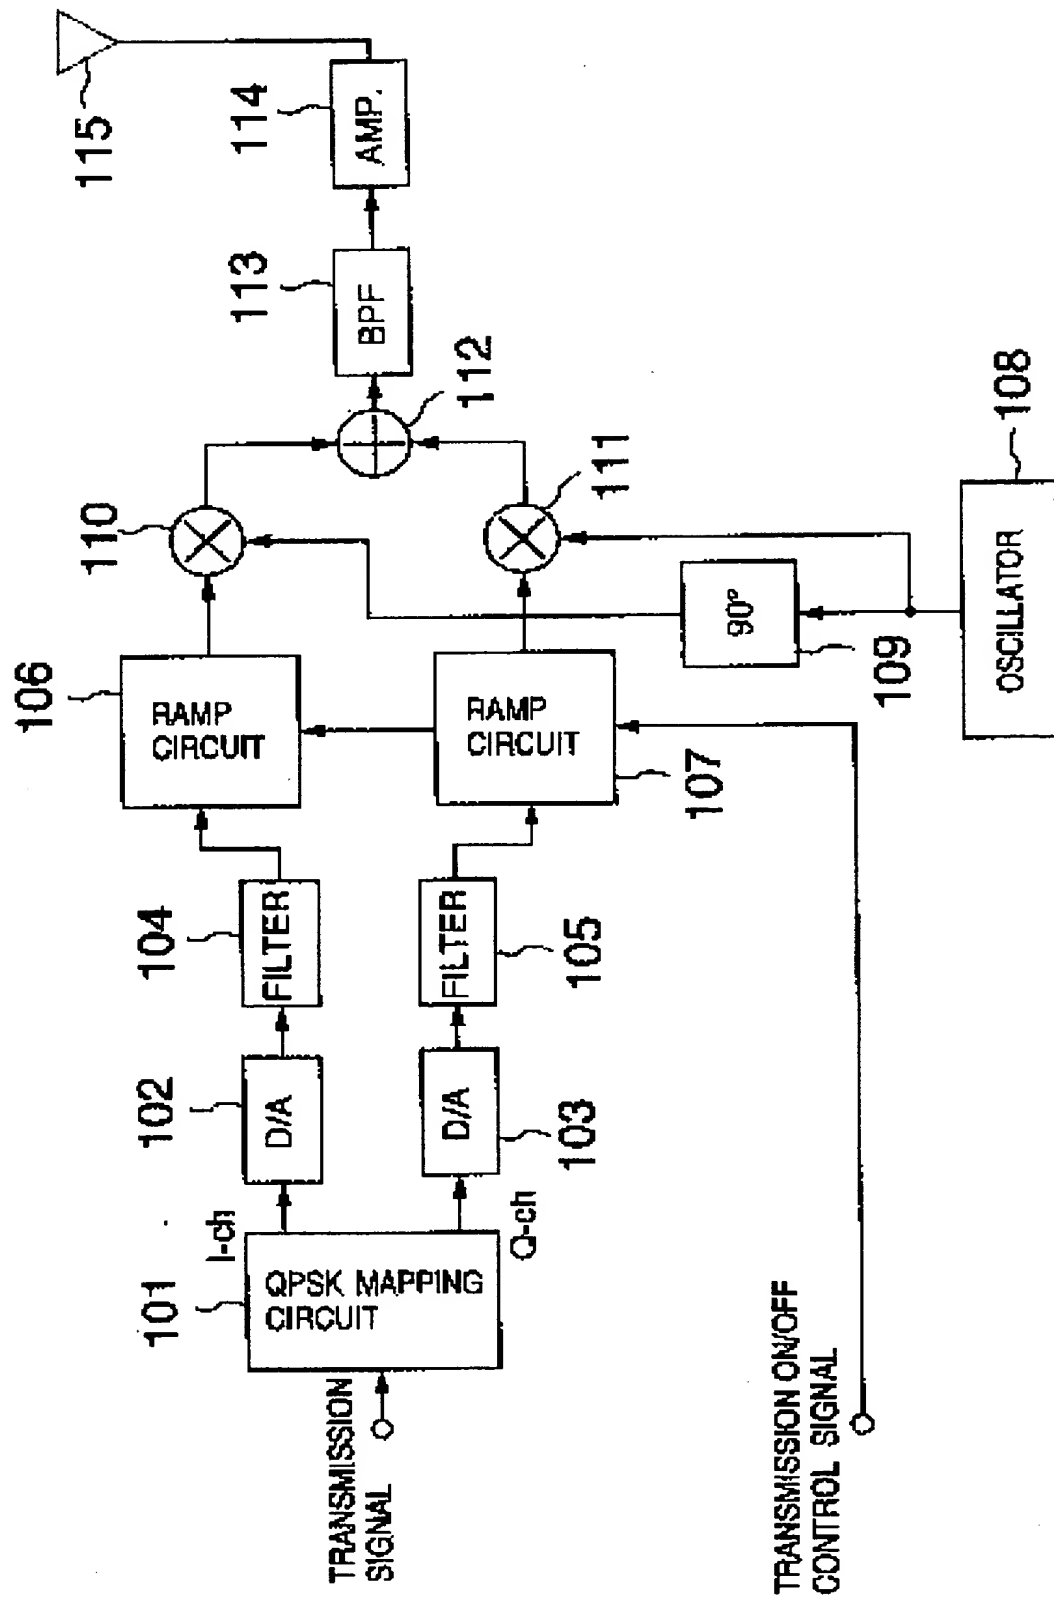 TRANSMISSION
SIGNAL
101
QPSK MAPPING
CIRCUIT
I-ch
Q-ch
102
D/A
103
D/A
104
FILTER
105
FILTER
106
RAMP
CIRCUIT
107
RAMP
CIRCUIT
110
111
112
113
BPF
114
AMP.
115
90°
109
108
OSCILLATOR
TRANSMISSION ON/OFF
CONTROL SIGNAL